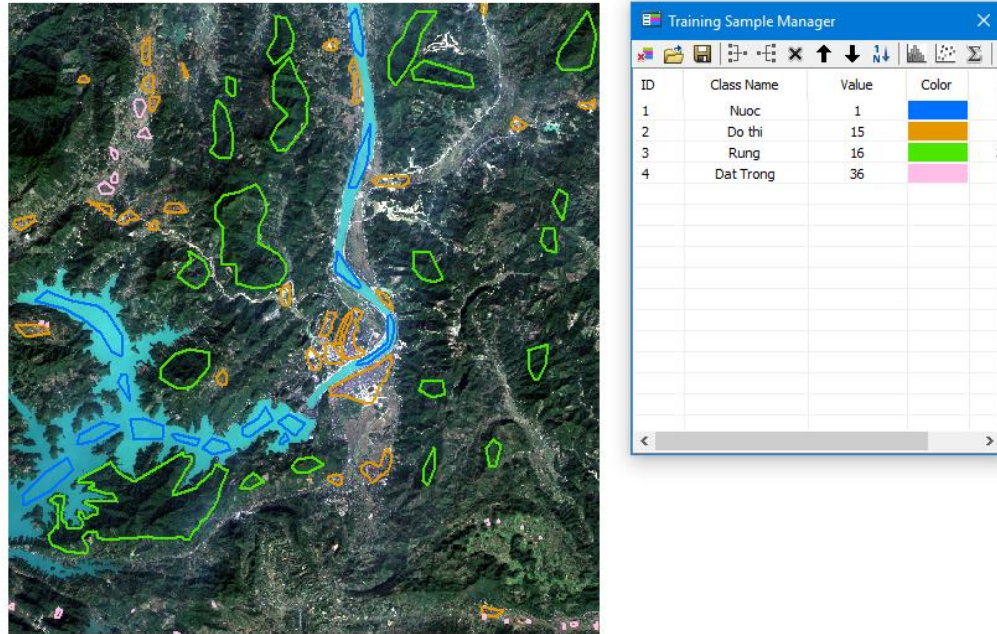 Training Sample Manager
ID Class Name Value Color
1 Nuoc 1
2 Do thi 15
3 Rung 16
4 Dat Trong 36